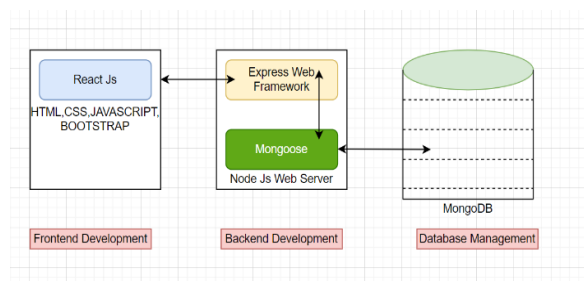 React Js
HTML,CSS,JAVASCRIPT,
BOOTSTRAP
Express Web
Framework
Mongoose
Node Js Web Server
MongoDB
Frontend Development
Backend Development
Database Management